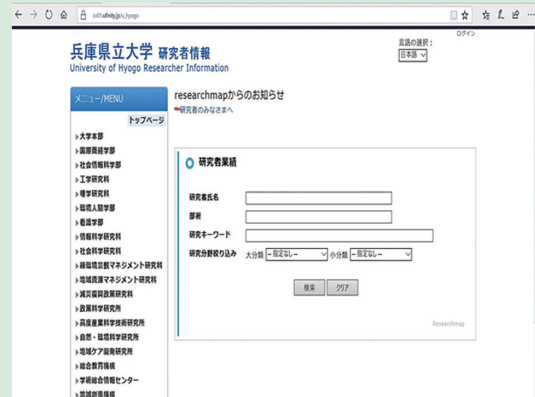 ufinity.jp/u_hyogo
ログイン
兵庫県立大学 研究者情報
University of Hyogo Researcher Information
言語の選択：
日本語
メニュー/MENU
トップページ
大学本部
国際商経学部
社会情報科学部
工学研究科
理学研究科
環境人間学部
看護学部
情報科学研究科
社会科学研究科
緑環境景観マネジメント研究科
地域資源マネジメント研究科
減災復興政策研究科
政策科学研究所
高度産業科学技術研究所
自然・環境科学研究所
地域ケア開発研究所
総合教育機構
学術総合情報センター
地域創造機構
researchmapからのお知らせ
研究者のみなさまへ
研究者業績
研究者氏名
部署
研究キーワード
研究分野絞り込み 大分類 －指定なし－ 小分類 －指定なし－
検索 クリア
Researchmap